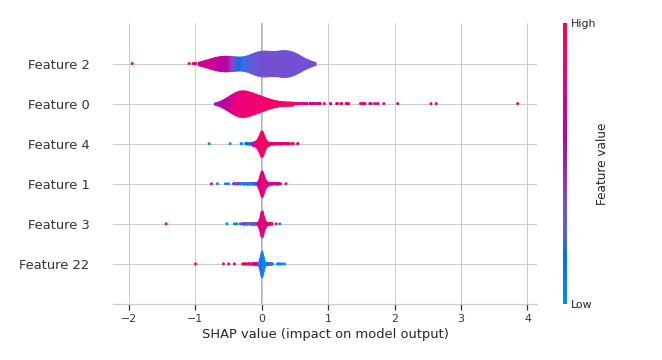 High
Feature 2
Feature 0
Feature 4
Feature 1
Feature 3
Feature 22
Feature value
Low
−2 −1 0 1 2 3 4
SHAP value (impact on model output)